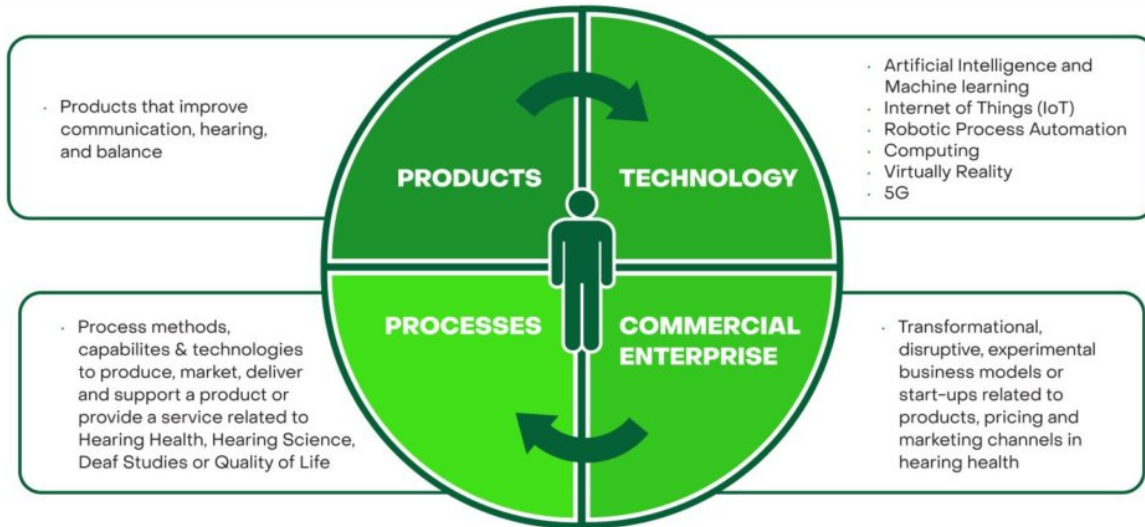 · Products that improve
communication, hearing,
and balance
PRODUCTS
TECHNOLOGY
· Artificial Intelligence and
Machine learning
· Internet of Things (IoT)
· Robotic Process Automation
· Computing
· Virtually Reality
· 5G
· Process methods,
capabilites & technologies
to produce, market, deliver
and support a product or
provide a service related to
Hearing Health, Hearing Science,
Deaf Studies or Quality of Life
PROCESSES
COMMERCIAL
ENTERPRISE
· Transformational,
disruptive, experimental
business models or
start-ups related to
products, pricing and
marketing channels in
hearing health